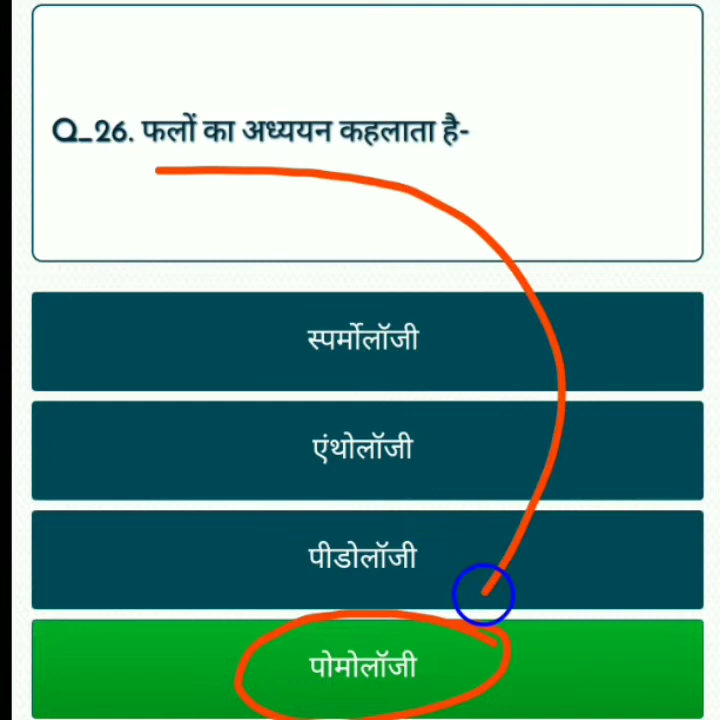 Q_26. फलों का अध्ययन कहलाता है-
स्पर्मोलॉजी
एंथोलॉजी
पीडोलॉजी
पोमोलॉजी